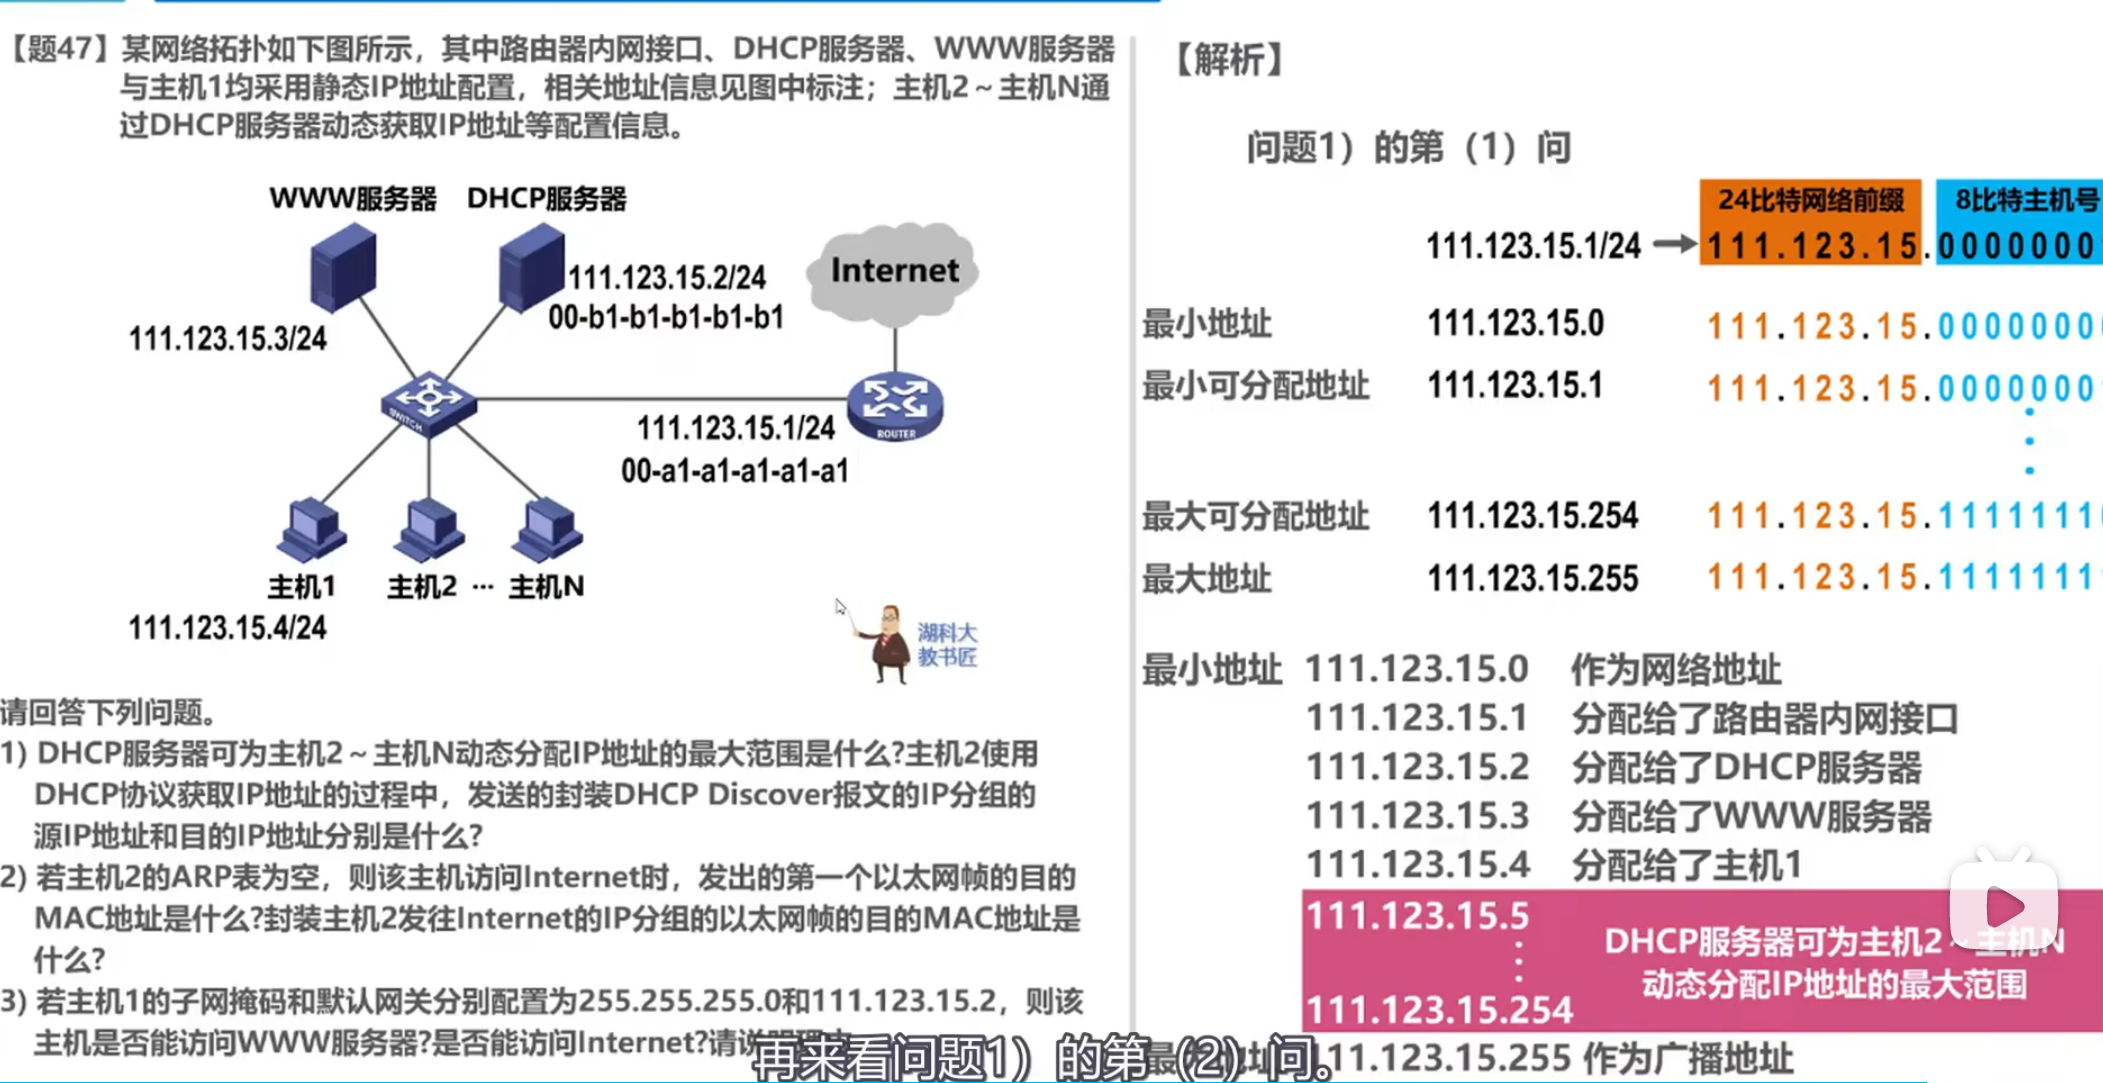 【题47】某网络拓扑如下图所示，其中路由器内网接口、DHCP服务器、WWW服务器
与主机1均采用静态IP地址配置，相关地址信息见图中标注；主机2～主机N通
过DHCP服务器动态获取IP地址等配置信息。
WWW服务器
DHCP服务器
111.123.15.2/24
00-b1-b1-b1-b1-b1
Internet
111.123.15.3/24
SWITCH
ROUTER
111.123.15.1/24
00-a1-a1-a1-a1-a1
主机1
主机2
...
主机N
111.123.15.4/24
湖科大
教书匠
请回答下列问题。
1) DHCP服务器可为主机2～主机N动态分配IP地址的最大范围是什么?主机2使用
DHCP协议获取IP地址的过程中，发送的封装DHCP Discover报文的IP分组的
源IP地址和目的IP地址分别是什么?
2) 若主机2的ARP表为空，则该主机访问Internet时，发出的第一个以太网帧的目的
MAC地址是什么?封装主机2发往Internet的IP分组的以太网帧的目的MAC地址是
什么?
3) 若主机1的子网掩码和默认网关分别配置为255.255.255.0和111.123.15.2，则该
主机是否能访问WWW服务器?是否能访问Internet?请说
【解析】
问题1）的第（1）问
24比特网络前缀
8比特主机号
111.123.15.1/24
111.123.15.0000000
最小地址 111.123.15.0 111.123.15.0000000
最小可分配地址 111.123.15.1 111.123.15.0000000
最大可分配地址 111.123.15.254 111.123.15.1111111
最大地址 111.123.15.255 111.123.15.1111111
最小地址 111.123.15.0 作为网络地址
111.123.15.1 分配给了路由器内网接口
111.123.15.2 分配给了DHCP服务器
111.123.15.3 分配给了WWW服务器
111.123.15.4 分配给了主机1
111.123.15.5
DHCP服务器可为主机2～主机N
动态分配IP地址的最大范围
111.123.15.254
11.123.15.255 作为广播地址
再来看问题1）的第（2）问。